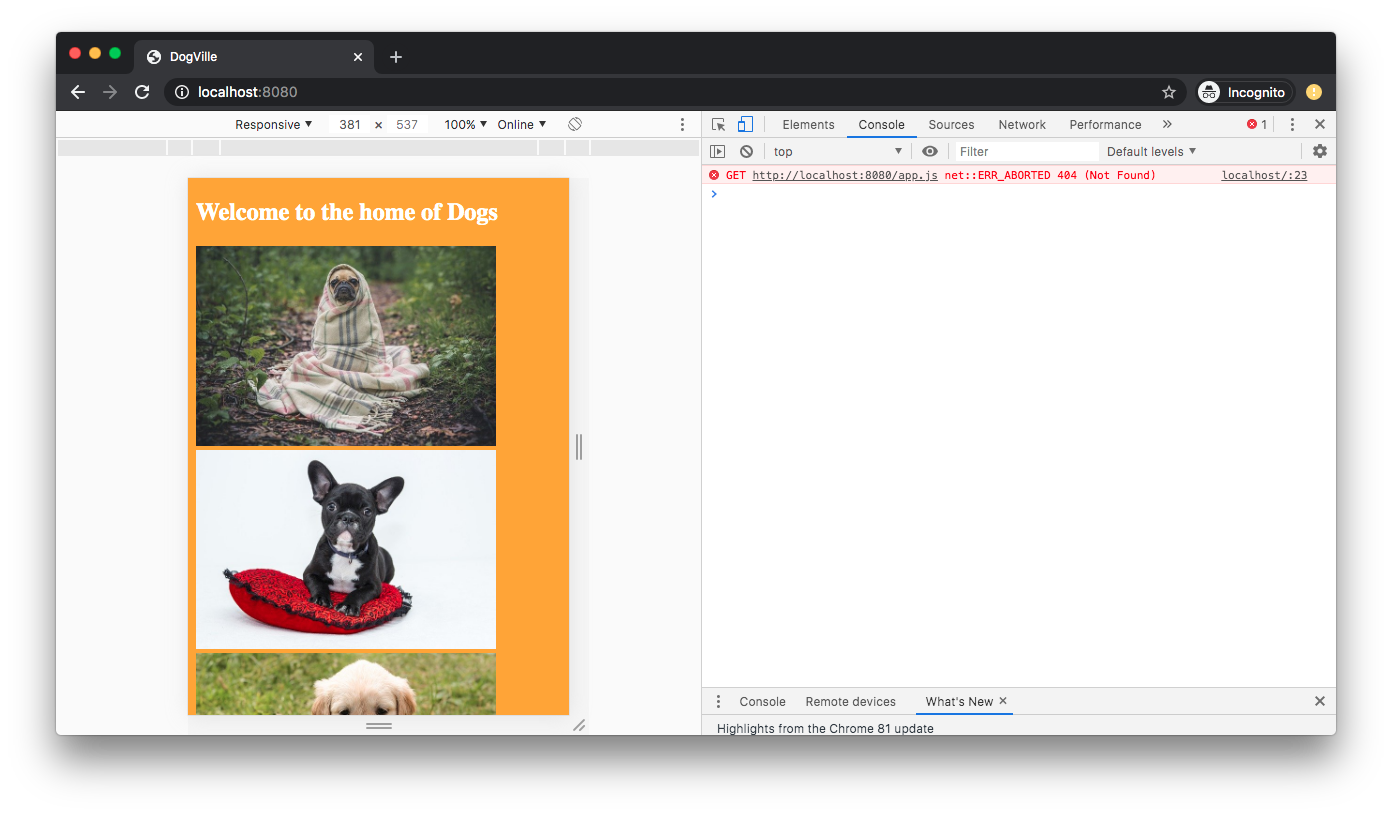 DogVille
localhost:8080
Incognito
Responsive 381 × 537 100% Online
Elements Console Sources Network Performance » 1
top Filter Default levels
GET http://localhost:8080/app.js net::ERR_ABORTED 404 (Not Found) localhost/:23
Welcome to the home of Dogs
Console Remote devices What's New
Highlights from the Chrome 81 update